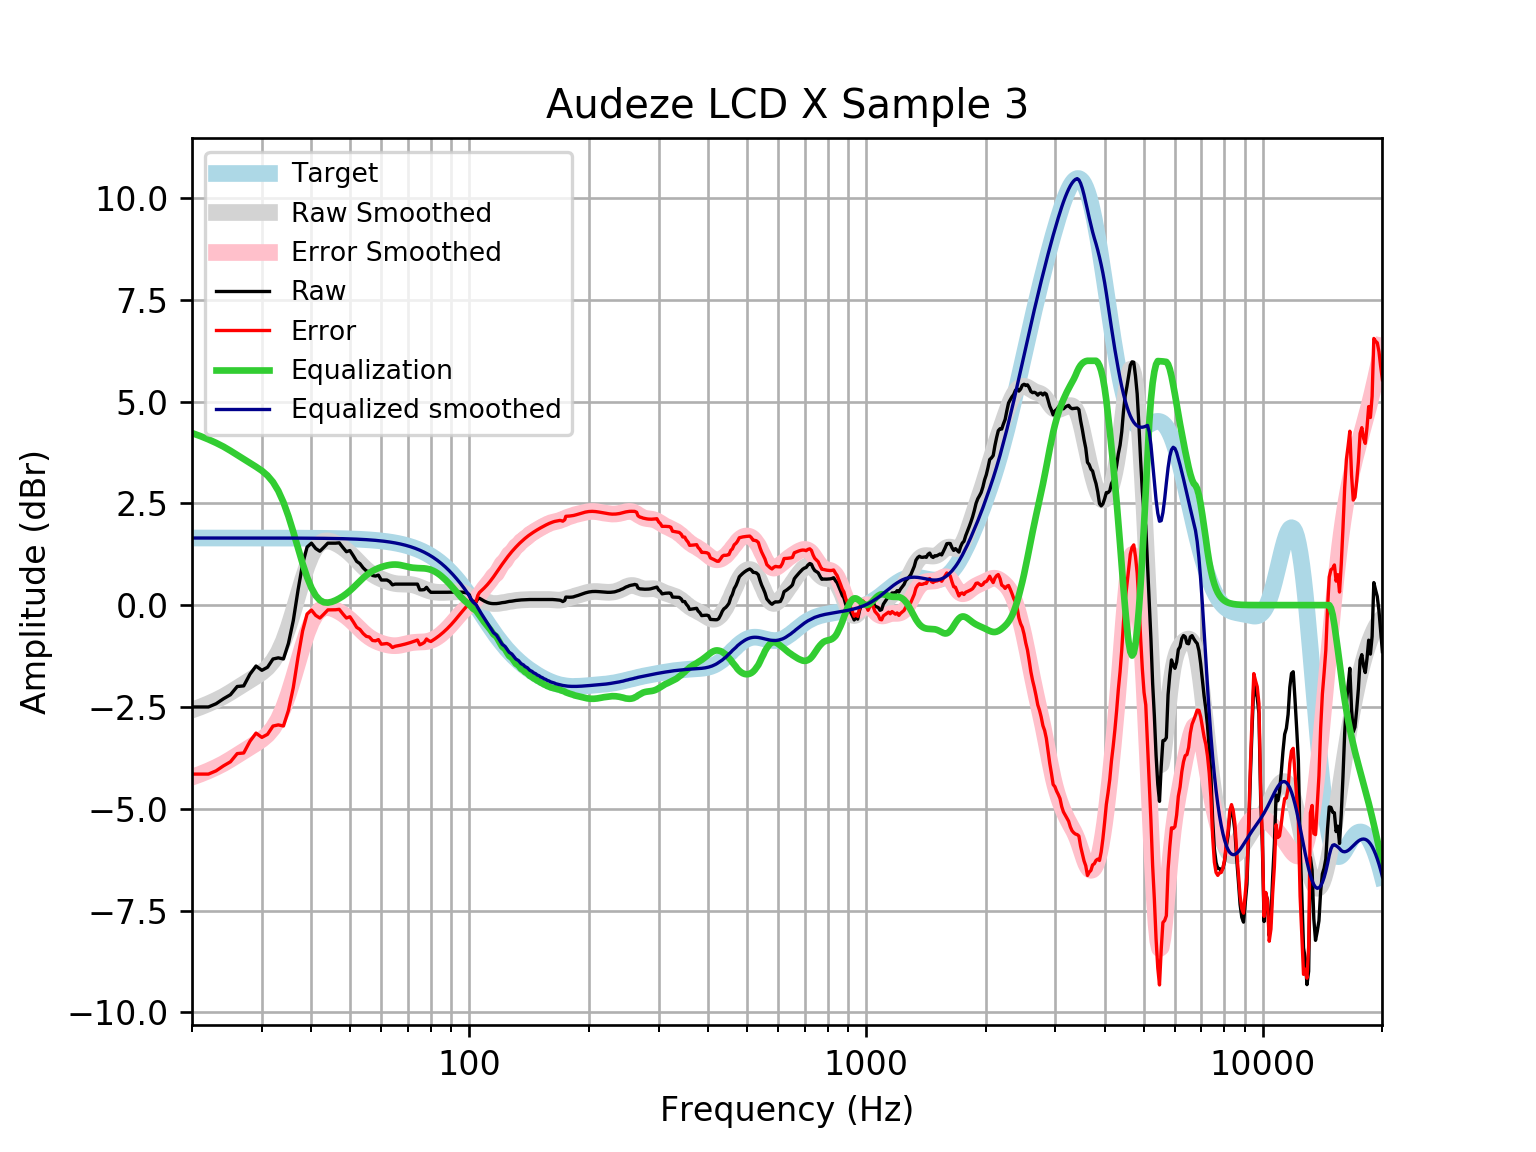 Audeze LCD X Sample 3
Target
Raw Smoothed
Error Smoothed
Raw
Error
Equalization
Equalized smoothed
10.0
7.5
5.0
2.5
0.0
−2.5
−5.0
−7.5
−10.0
Amplitude (dBr)
100
1000
10000
Frequency (Hz)